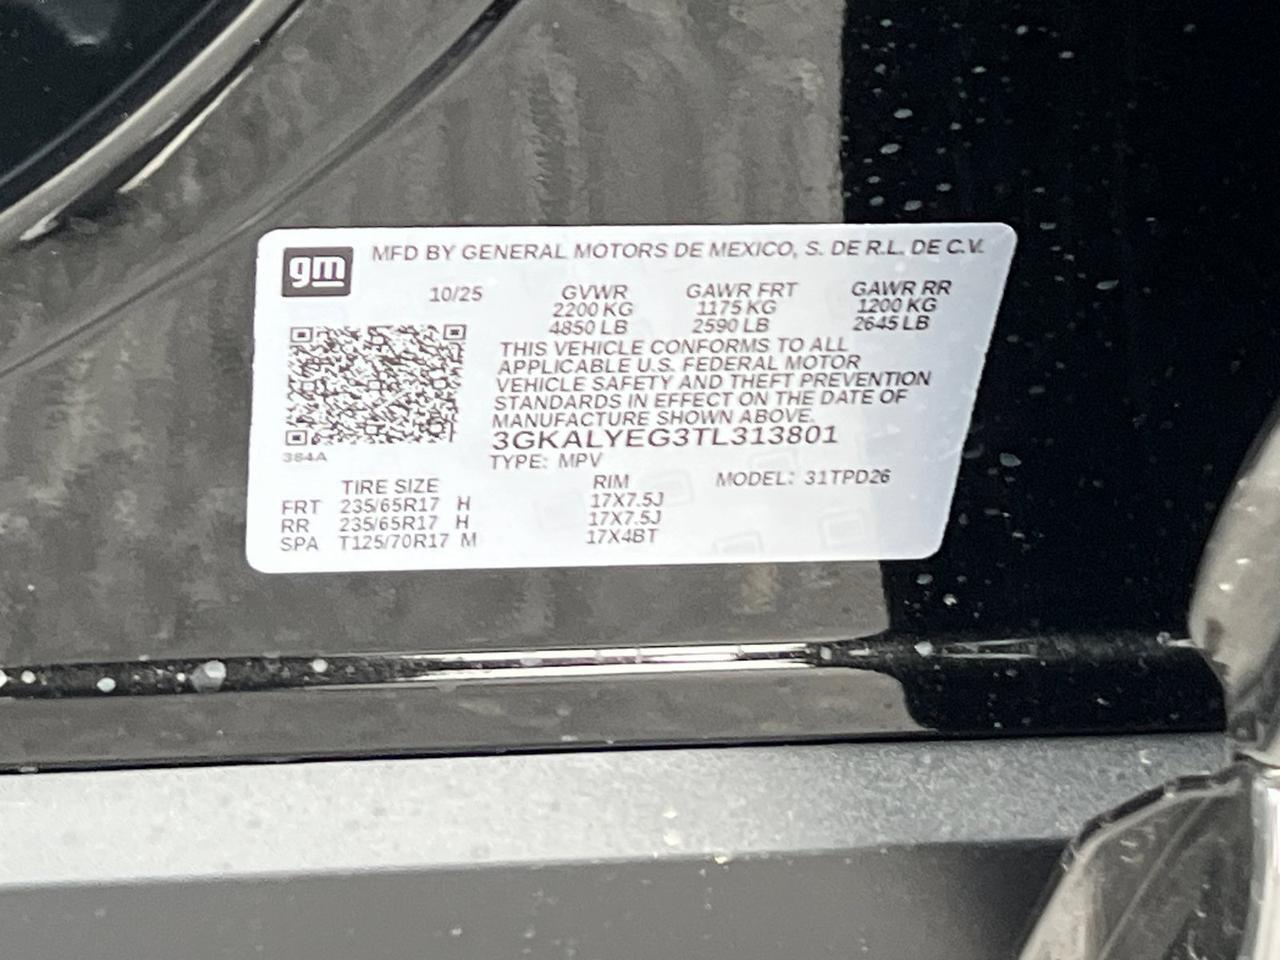 gm MFD BY GENERAL MOTORS DE MEXICO, S. DE R.L. DE C.V.
10/25 GVWR GAWR FRT GAWR RR
2200 KG 1175 KG 1200 KG
4850 LB 2590 LB 2645 LB
THIS VEHICLE CONFORMS TO ALL
APPLICABLE U.S. FEDERAL MOTOR
VEHICLE SAFETY AND THEFT PREVENTION
STANDARDS IN EFFECT ON THE DATE OF
MANUFACTURE SHOWN ABOVE.
3GKALYEG3TL313801
384A
TYPE: MPV
TIRE SIZE RIM MODEL: 31TPD26
FRT 235/65R17 H 17X7.5J
RR 235/65R17 H 17X7.5J
SPA T125/70R17 M 17X4BT